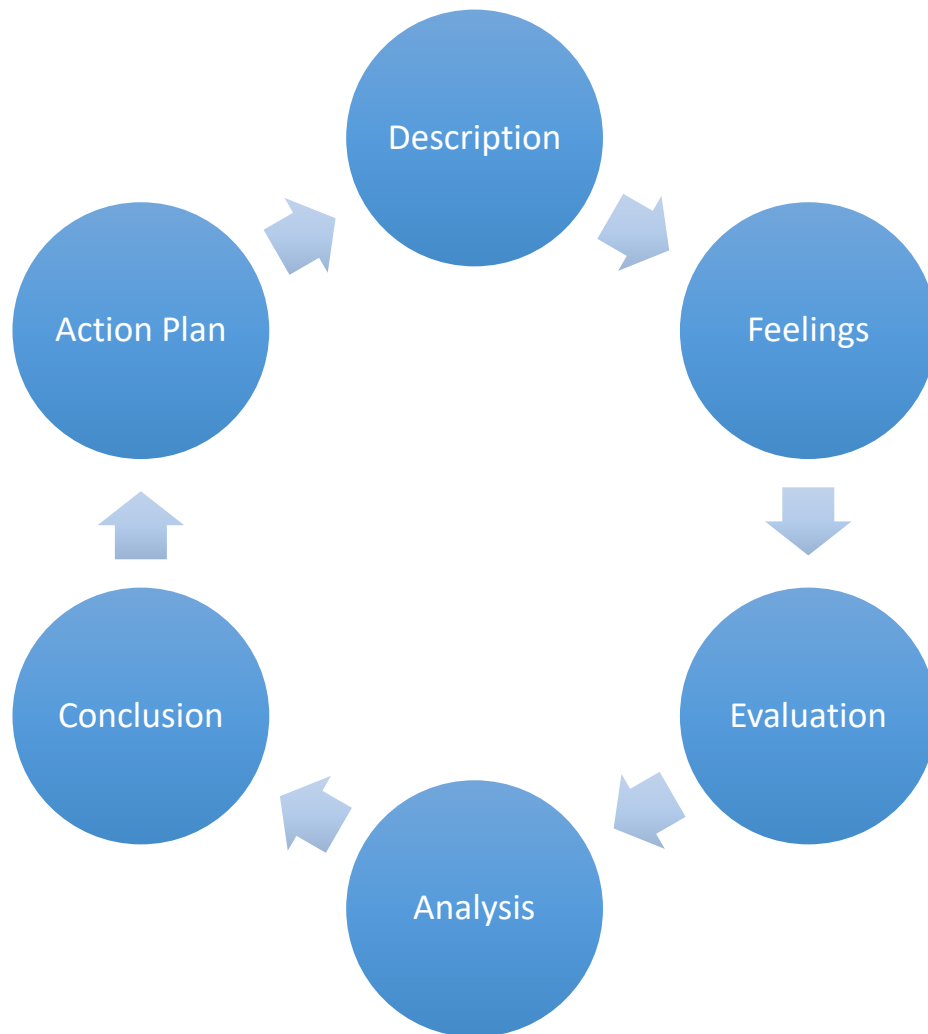 Description
Feelings
Evaluation
Analysis
Conclusion
Action Plan